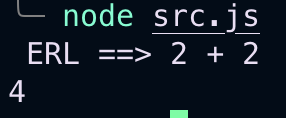 node src.js
ERL ==> 2 + 2
4